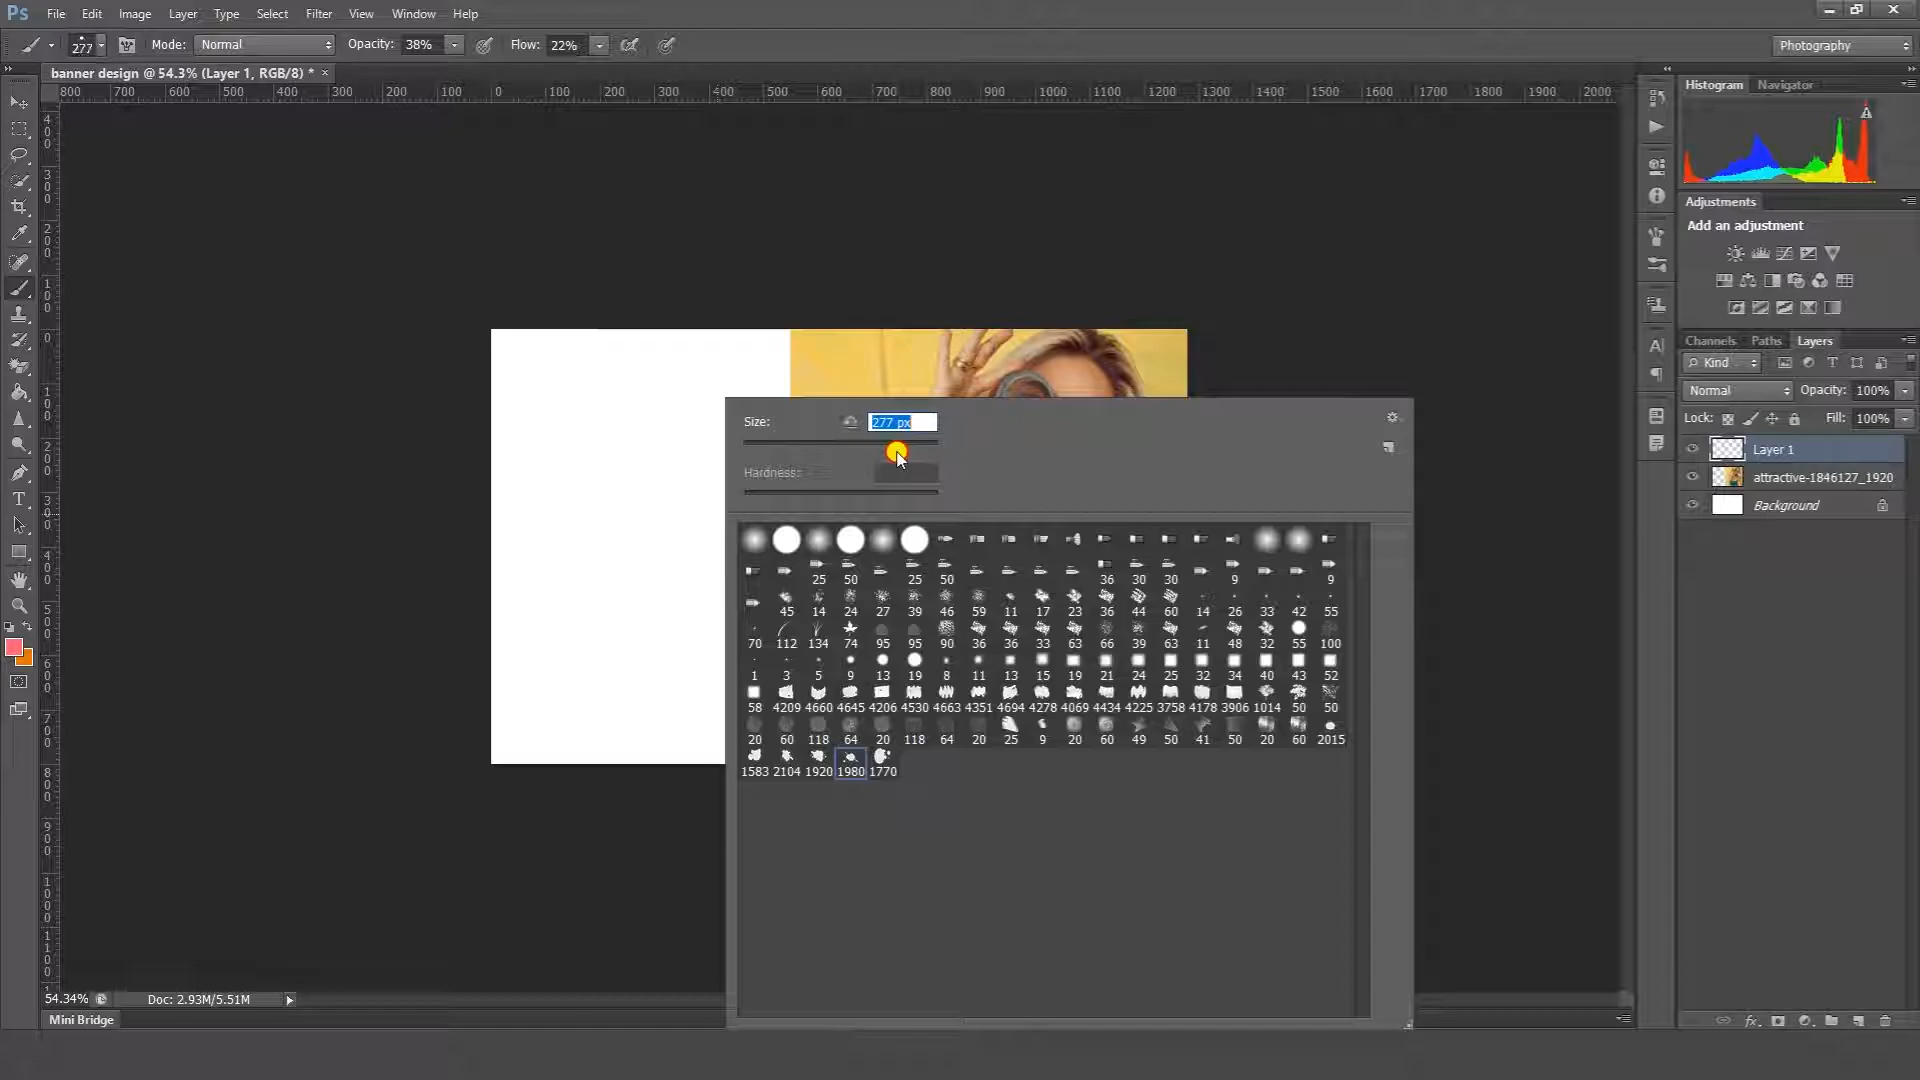 Ps File Edit Image Layer Type Select Filter View Window Help
277 Mode: Normal Opacity: 38% Flow: 22% Photography
banner design @ 54.3% (Layer 1, RGB/8) * ×
800 700 600 500 400 300 200 100 0 100 200 300 400 500 600 700 800 900 1000 1100 1200 1300 1400 1500 1600 1700 1800 1900 2000
Histogram Navigator
Adjustments
Add an adjustment
Channels Paths Layers
Kind
Normal Opacity: 100%
Lock: Fill: 100%
Layer 1
attractive-1846127_1920
Background
Size: 277 px
Hardness:
25 50 25 50 36 30 30 9 9
45 14 24 27 39 46 59 11 17 23 36 44 60 14 26 33 42 55
70 112 134 74 95 95 90 36 36 33 63 66 39 63 11 48 32 55 100
1 3 5 9 13 19 8 11 13 15 19 21 24 25 32 34 40 43 52
58 4209 4660 4645 4206 4530 4663 4351 4694 4278 4069 4434 4225 3758 4178 3906 1014 50 50
20 60 118 64 20 118 64 20 25 9 20 60 49 50 41 50 20 60 2015
1583 2104 1920 1980 1770
54.34% Doc: 2.93M/5.51M
Mini Bridge